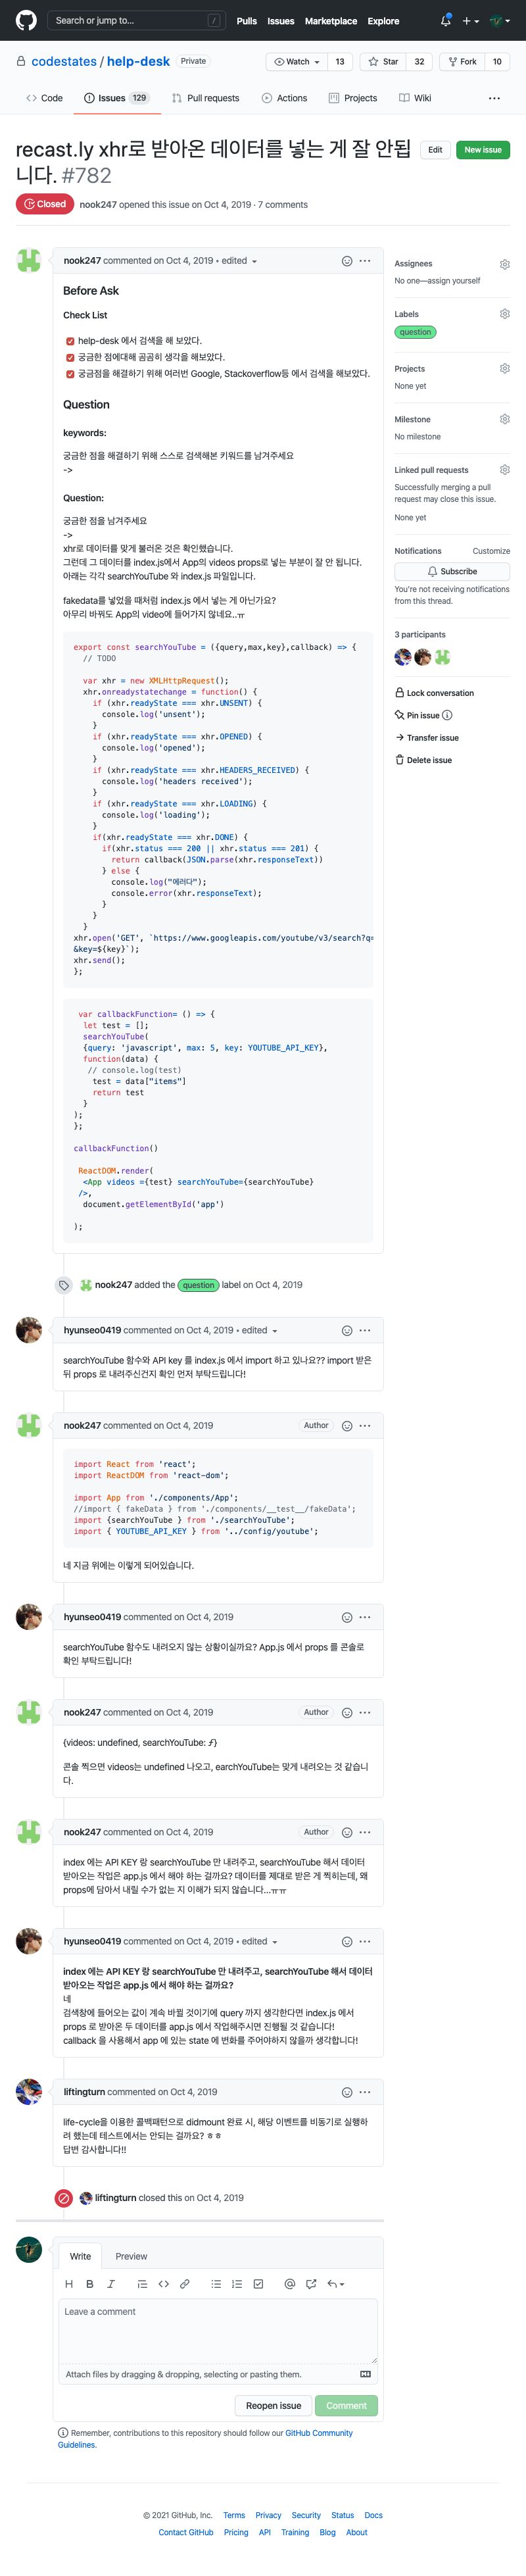 Search or jump to...
/
Pulls Issues Marketplace Explore
codestates / help-desk Private
Watch 13 Star 32 Fork 10
Code Issues 129 Pull requests Actions Projects Wiki
recast.ly xhr로 받아온 데이터를 넣는 게 잘 안됩
니다. #782
Edit New issue
Closed nook247 opened this issue on Oct 4, 2019 · 7 comments
nook247 commented on Oct 4, 2019 • edited
Before Ask
Check List
help-desk 에서 검색을 해 보았다.
궁금한 점에대해 곰곰히 생각을 해보았다.
궁금점을 해결하기 위해 여러번 Google, Stackoverflow등 에서 검색을 해보았다.
Question
keywords:
궁금한 점을 해결하기 위해 스스로 검색해본 키워드를 남겨주세요
->
Question:
궁금한 점을 남겨주세요
->
xhr로 데이터를 맞게 불러온 것은 확인했습니다.
그런데 그 데이터를 index.js에서 App의 videos props로 넣는 부분이 잘 안 됩니다.
아래는 각각 searchYouTube 와 index.js 파일입니다.
fakedata를 넣었을 때처럼 index.js 에서 넣는 게 아닌가요?
아무리 바꿔도 App의 video에 들어가지 않네요..ㅠ
export const searchYouTube = ({query,max,key},callback) => {
// TODO
var xhr = new XMLHttpRequest();
xhr.onreadystatechange = function() {
if (xhr.readyState === xhr.UNSENT) {
console.log('unsent');
}
if (xhr.readyState === xhr.OPENED) {
console.log('opened');
}
if (xhr.readyState === xhr.HEADERS_RECEIVED) {
console.log('headers received');
}
if (xhr.readyState === xhr.LOADING) {
console.log('loading');
}
if(xhr.readyState === xhr.DONE) {
if(xhr.status === 200 || xhr.status === 201) {
return callback(JSON.parse(xhr.responseText))
} else {
console.log("에러다");
console.error(xhr.responseText);
}
}
}
xhr.open('GET', `https://www.googleapis.com/youtube/v3/search?q=
&key=${key}`);
xhr.send();
};
var callbackFunction= () => {
let test = [];
searchYouTube(
{query: 'javascript', max: 5, key: YOUTUBE_API_KEY},
function(data) {
// console.log(test)
test = data["items"]
return test
}
);
};
callbackFunction()
ReactDOM.render(
<App videos ={test} searchYouTube={searchYouTube}
/>,
document.getElementById('app')
);
Assignees
No one—assign yourself
Labels
question
Projects
None yet
Milestone
No milestone
Linked pull requests
Successfully merging a pull
request may close this issue.
None yet
Notifications Customize
Subscribe
You're not receiving notifications
from this thread.
3 participants
Lock conversation
Pin issue
Transfer issue
Delete issue
nook247 added the question label on Oct 4, 2019
hyunseo0419 commented on Oct 4, 2019 • edited
searchYouTube 함수와 API key 를 index.js 에서 import 하고 있나요?? import 받은
뒤 props 로 내려주신건지 확인 먼저 부탁드립니다!
nook247 commented on Oct 4, 2019 Author
import React from 'react';
import ReactDOM from 'react-dom';
import App from './components/App';
//import { fakeData } from './components/__test__/fakeData';
import {searchYouTube } from './searchYouTube';
import { YOUTUBE_API_KEY } from '../config/youtube';
네 지금 위에는 이렇게 되어있습니다.
hyunseo0419 commented on Oct 4, 2019
searchYouTube 함수도 내려오지 않는 상황이실까요? App.js 에서 props 를 콘솔로
확인 부탁드립니다!
nook247 commented on Oct 4, 2019 Author
{videos: undefined, searchYouTube: ƒ}
콘솔 찍으면 videos는 undefined 나오고, earchYouTube는 맞게 내려오는 것 같습니
다.
nook247 commented on Oct 4, 2019 Author
index 에는 API KEY 랑 searchYouTube 만 내려주고, searchYouTube 해서 데이터
받아오는 작업은 app.js 에서 해야 하는 걸까요? 데이터를 제대로 받은 게 찍히는데, 왜
props에 담아서 내릴 수가 없는 지 이해가 되지 않습니다...ㅠㅠ
hyunseo0419 commented on Oct 4, 2019 • edited
index 에는 API KEY 랑 searchYouTube 만 내려주고, searchYouTube 해서 데이터
받아오는 작업은 app.js 에서 해야 하는 걸까요?
네
검색창에 들어오는 값이 계속 바뀔 것이기에 query 까지 생각한다면 index.js 에서
props 로 받아온 두 데이터를 app.js 에서 작업해주시면 진행될 것 같습니다!
callback 을 사용해서 app 에 있는 state 에 변화를 주어야하지 않을까 생각합니다!
liftingturn commented on Oct 4, 2019
life-cycle을 이용한 콜벡패턴으로 didmount 완료 시, 해당 이벤트를 비동기로 실행하
려 했는데 테스트에서는 안되는 걸까요? ㅎㅎ
답변 감사합니다!!
liftingturn closed this on Oct 4, 2019
Write Preview
Leave a comment
Attach files by dragging & dropping, selecting or pasting them.
Reopen issue Comment
Remember, contributions to this repository should follow our GitHub Community
Guidelines.
© 2021 GitHub, Inc. Terms Privacy Security Status Docs
Contact GitHub Pricing API Training Blog About